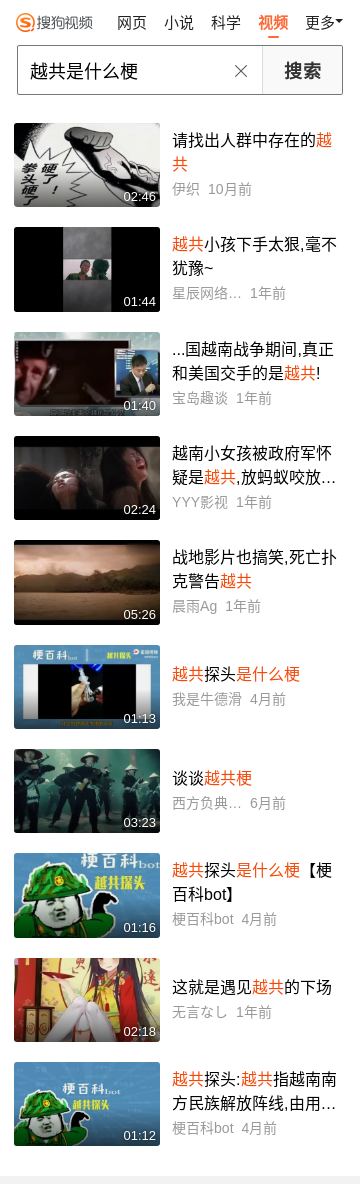 搜狗视频 网页 小说 科学 视频 更多
越共是什么梗 搜索
硬了！
拳头硬了
硬了
02:46
请找出人群中存在的越
共
伊织 10月前
01:44
越共小孩下手太狠,毫不
犹豫~
星辰网络... 1年前
01:40
...国越南战争期间,真正
和美国交手的是越共!
宝岛趣谈 1年前
02:24
越南小女孩被政府军怀
疑是越共,放蚂蚁咬放...
YYY影视 1年前
05:26
战地影片也搞笑,死亡扑
克警告越共
晨雨Ag 1年前
梗百科bot 越共探头
01:13
越共探头是什么梗
我是牛德滑 4月前
03:23
谈谈越共梗
西方负典... 6月前
梗百科bot
越共探头
01:16
越共探头是什么梗【梗
百科bot】
梗百科bot 4月前
02:18
这就是遇见越共的下场
无言なし 1年前
梗百科bot
越共探头
01:12
越共探头:越共指越南南
方民族解放阵线,由用...
梗百科bot 4月前